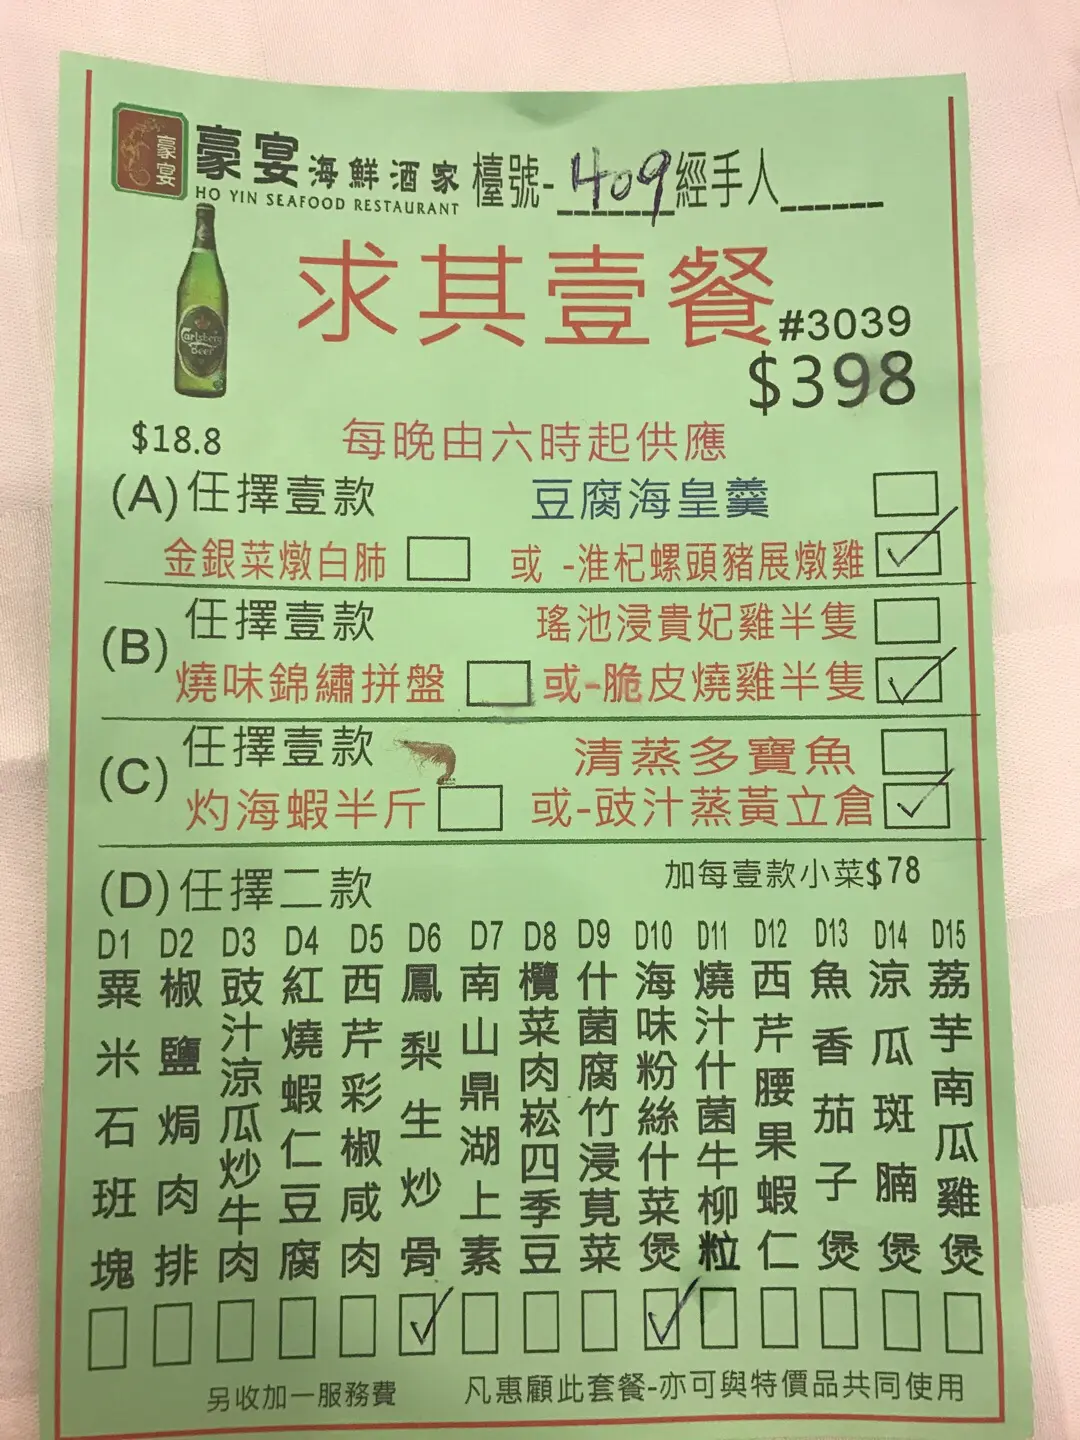 豪宴
豪宴海鮮酒家 檯號-409經手人______
HO YIN SEAFOOD RESTAURANT
求其壹餐
#3039
$398
Carlsberg
Beer
$18.8
每晚由六時起供應
(A)任擇壹款 豆腐海皇羹
金銀菜燉白肺 或 -淮杞螺頭豬展燉雞
(B)任擇壹款 瑤池浸貴妃雞半隻
燒味錦繡拼盤 或-脆皮燒雞半隻
(C)任擇壹款 清蒸多寶魚
灼海蝦半斤 或-豉汁蒸黃立倉
(D)任擇二款 加每壹款小菜$78
D1 粟米石班塊
D2 椒鹽焗肉排
D3 豉汁涼瓜炒牛肉
D4 紅燒蝦仁豆腐
D5 西芹彩椒咸肉
D6 鳳梨生炒骨
D7 南山鼎湖上素
D8 欖菜肉崧四季豆
D9 什菌腐竹浸莧菜
D10 海味粉絲什菜煲
D11 燒汁什菌牛柳粒
D12 西芹腰果蝦仁
D13 魚香茄子煲
D14 涼瓜斑腩煲
D15 荔芋南瓜雞煲
另收加一服務費 凡惠顧此套餐-亦可與特價品共同使用